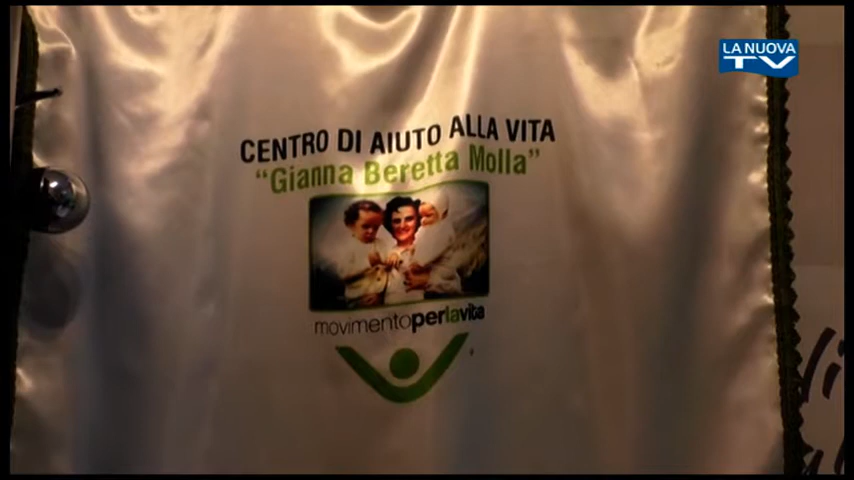 LA NUOVA
TV
CENTRO DI AIUTO ALLA VITA
"Gianna Beretta Molla"
movimentoperlavita